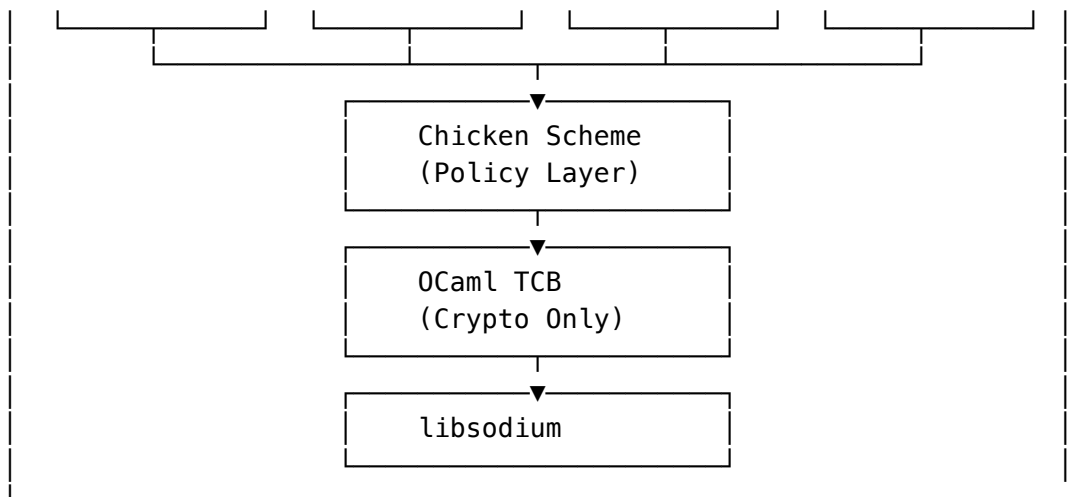 Chicken Scheme
(Policy Layer)
OCaml TCB
(Crypto Only)
libsodium